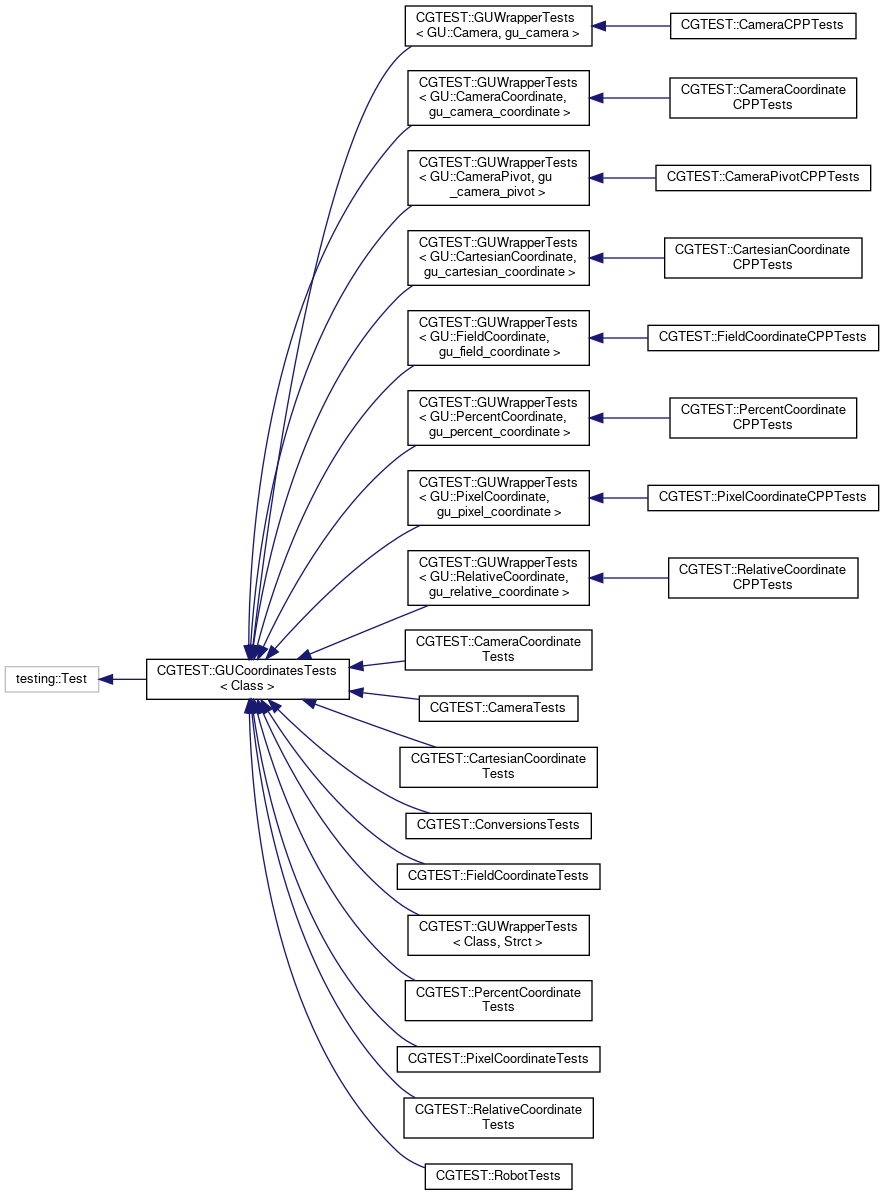 CGTEST::GUWrapperTests
< GU::Camera, gu_camera >
CGTEST::CameraCPPTests
CGTEST::GUWrapperTests
< GU::CameraCoordinate,
gu_camera_coordinate >
CGTEST::CameraCoordinate
CPPTests
CGTEST::GUWrapperTests
< GU::CameraPivot, gu
_camera_pivot >
CGTEST::CameraPivotCPPTests
CGTEST::GUWrapperTests
< GU::CartesianCoordinate,
gu_cartesian_coordinate >
CGTEST::CartesianCoordinate
CPPTests
CGTEST::GUWrapperTests
< GU::FieldCoordinate,
gu_field_coordinate >
CGTEST::FieldCoordinateCPPTests
CGTEST::GUWrapperTests
< GU::PercentCoordinate,
gu_percent_coordinate >
CGTEST::PercentCoordinate
CPPTests
CGTEST::GUWrapperTests
< GU::PixelCoordinate,
gu_pixel_coordinate >
CGTEST::PixelCoordinateCPPTests
CGTEST::GUWrapperTests
< GU::RelativeCoordinate,
gu_relative_coordinate >
CGTEST::RelativeCoordinate
CPPTests
testing::Test
CGTEST::GUCoordinatesTests
< Class >
CGTEST::CameraCoordinate
Tests
CGTEST::CameraTests
CGTEST::CartesianCoordinate
Tests
CGTEST::ConversionsTests
CGTEST::FieldCoordinateTests
CGTEST::GUWrapperTests
< Class, Strct >
CGTEST::PercentCoordinate
Tests
CGTEST::PixelCoordinateTests
CGTEST::RelativeCoordinate
Tests
CGTEST::RobotTests